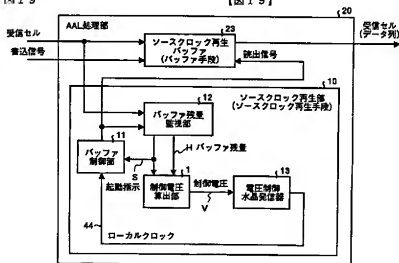 図１９
【図１９】
20
AAL処理部
受信セル
書込信号
23
ソースクロック再生
バッファ
(バッファ手段)
受信セル
(データ列)
読出信号
10
ソースクロック再生部
(ソースクロック再生手段)
12
バッファ残量
監視部
11
バッファ
制御部
S
起動指示
H バッファ残量
1
制御電圧
算出部
制御電圧
V
13
電圧制御
水晶発信器
44
ローカルクロック